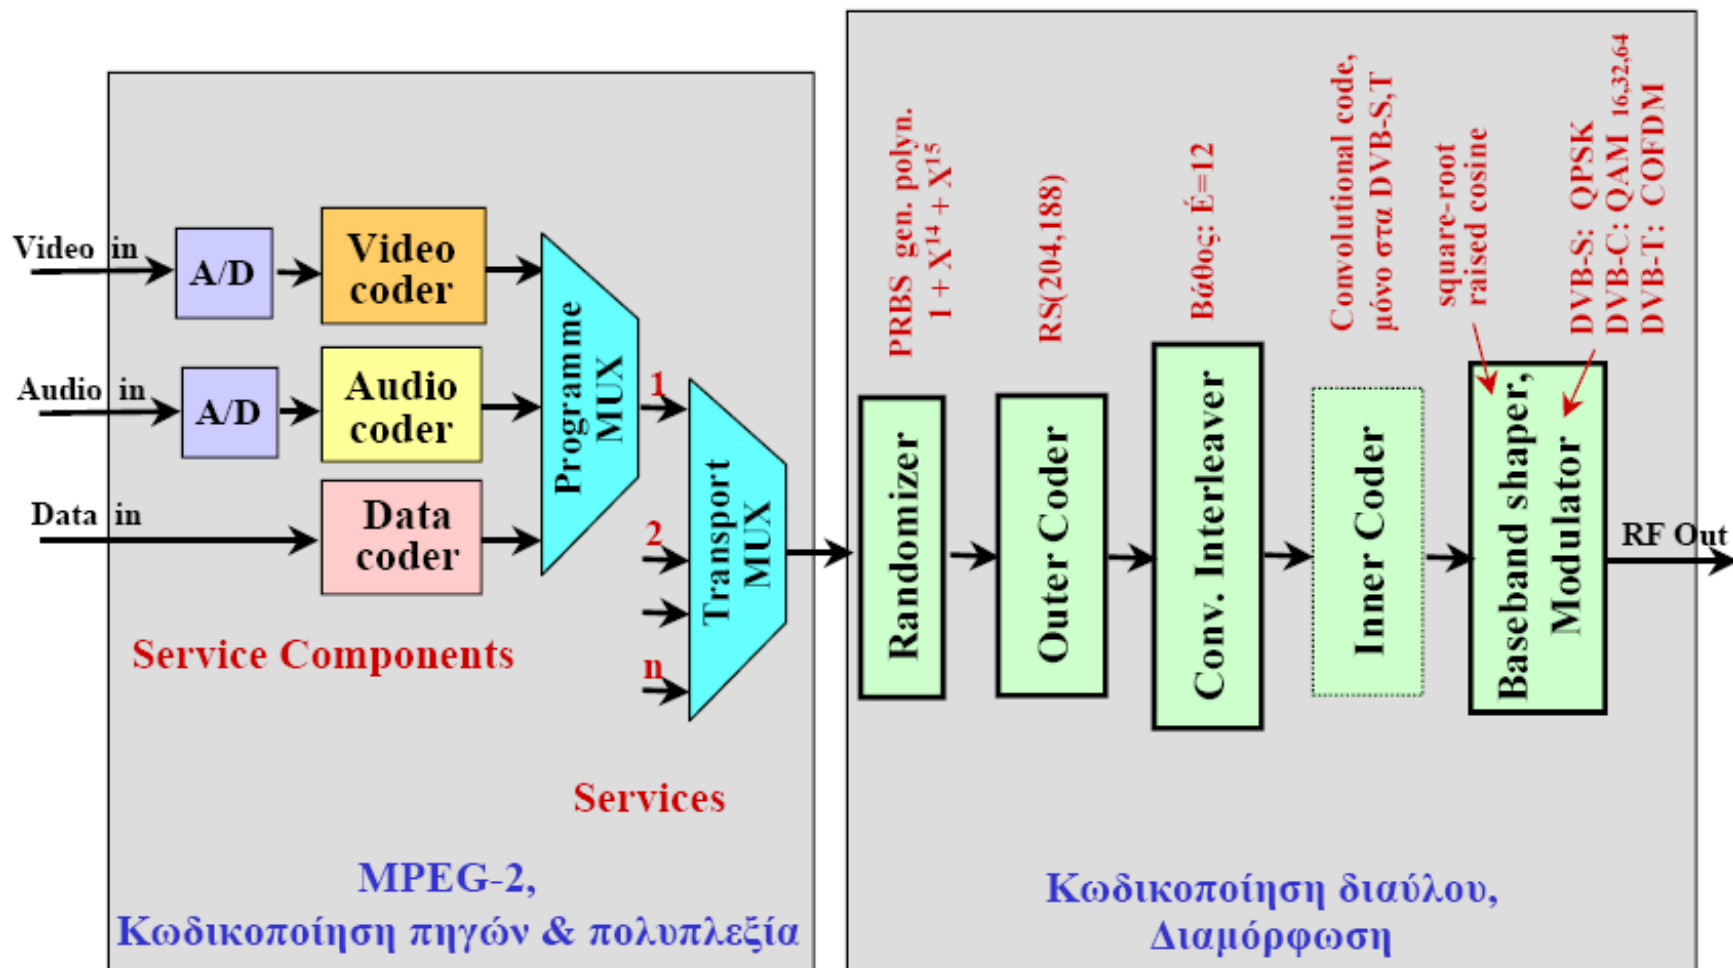 Video in
A/D
Video
coder
Audio in
A/D
Audio
coder
Data in
Data
coder
Programme
MUX
1
2
n
Transport
MUX
Service Components
Services
MPEG-2,
Κωδικοποίηση πηγών & πολυπλεξία
PRBS gen. polyn.
1 + X¹⁴ + X¹⁵
Randomizer
RS(204,188)
Outer Coder
Βάθος: É=12
Conv. Interleaver
Convolutional code,
μόνο στα DVB-S,T
Inner Coder
square-root
raised cosine
DVB-S: QPSK
DVB-C: QAM 16,32,64
DVB-T: COFDM
Baseband shaper,
Modulator
RF Out
Κωδικοποίηση διαύλου,
Διαμόρφωση